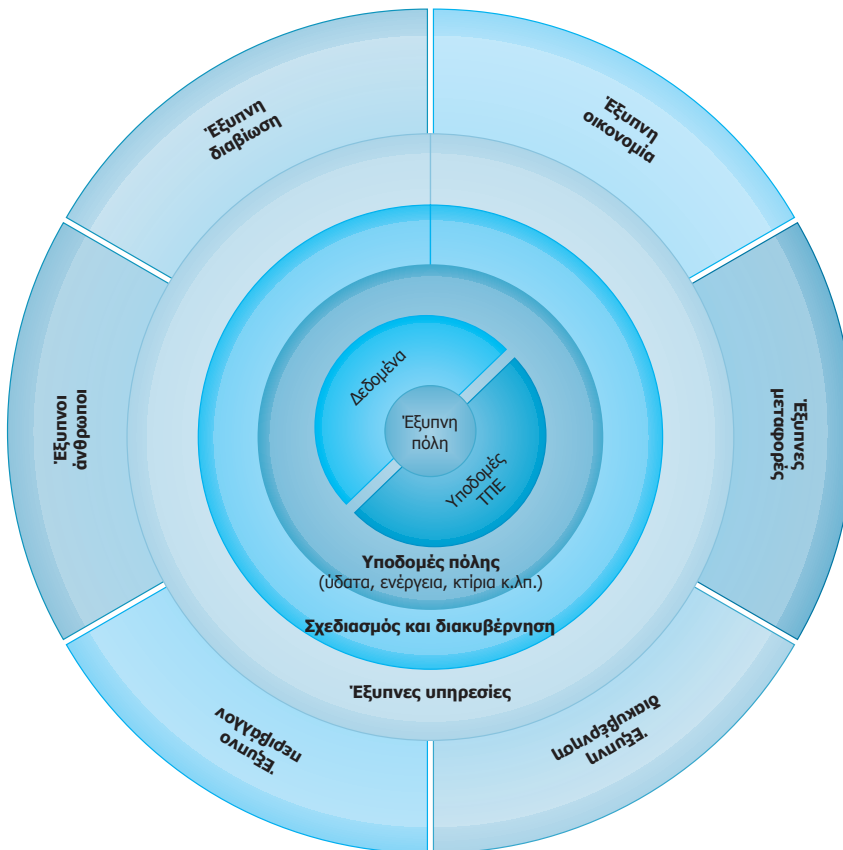 Έξυπνη
διαβίωση
Έξυπνη
οικονομία
Έξυπνοι
άνθρωποι
Έξυπνες
μεταφορές
Δεδομένα
Έξυπνη
πόλη
Υποδομές
ΤΠΕ
Υποδομές πόλης
(ύδατα, ενέργεια, κτίρια κ.λπ.)
Σχεδιασμός και διακυβέρνηση
Έξυπνες υπηρεσίες
Έξυπνο
περιβάλλον
Έξυπνη
διακυβέρνηση